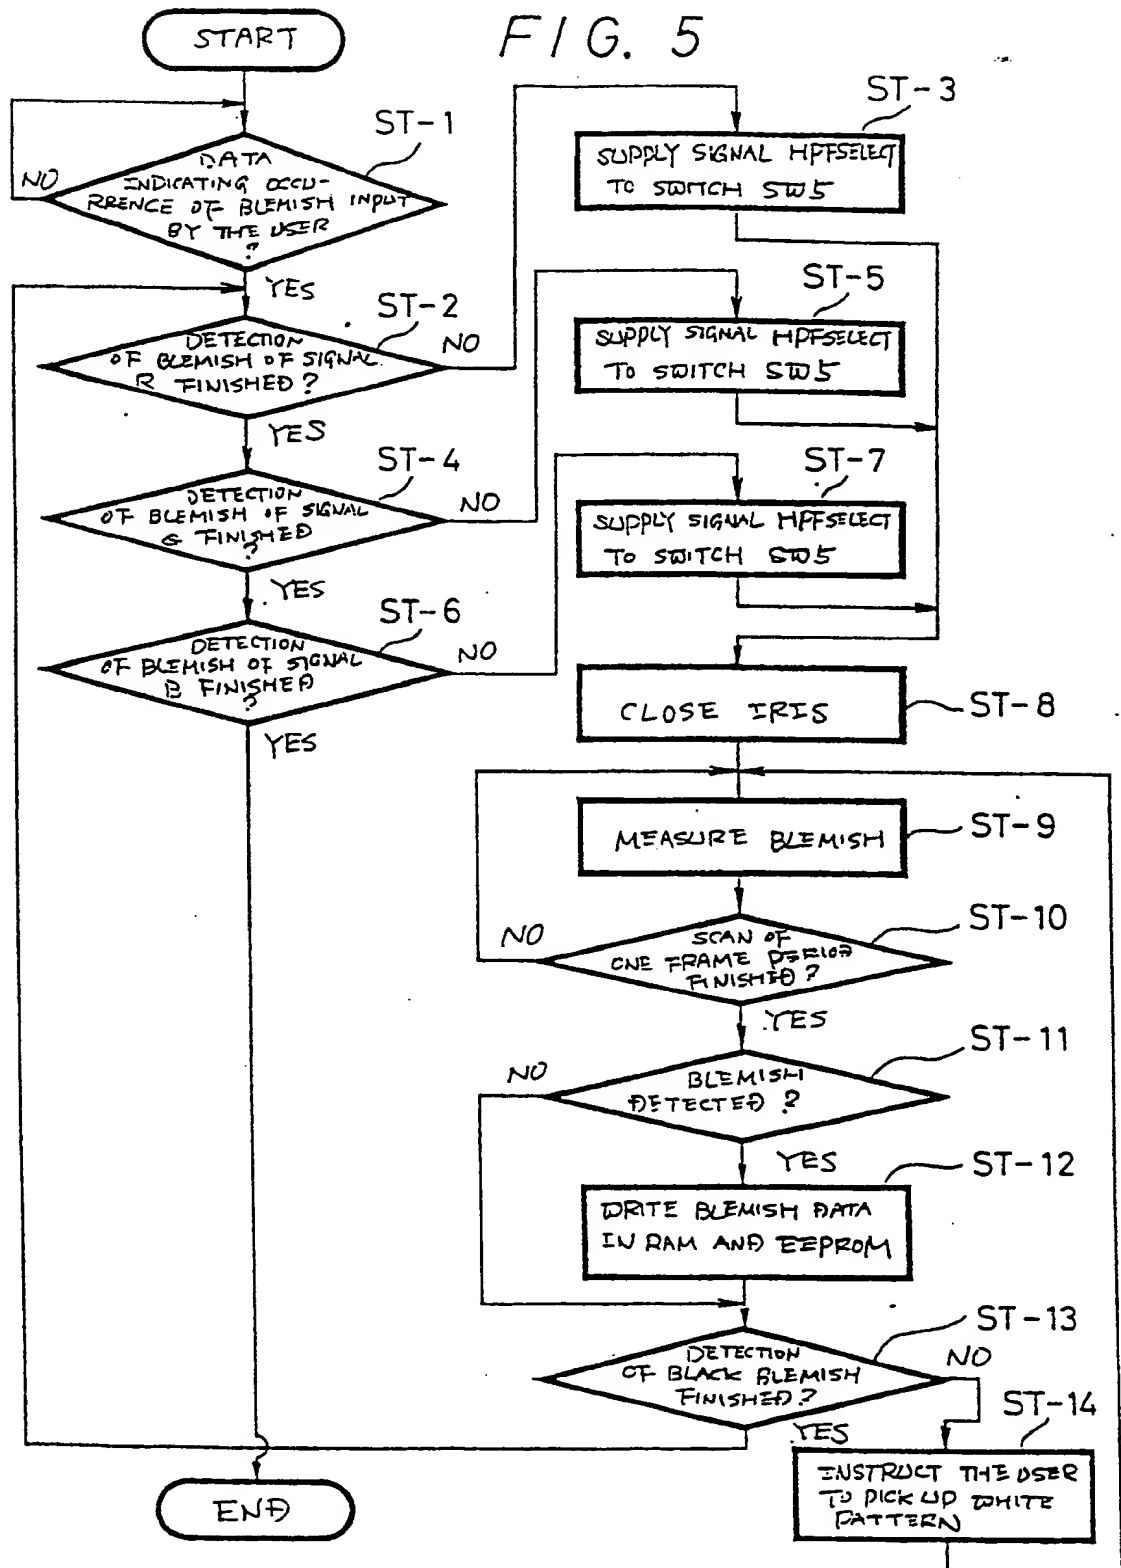 FIG. 5
START
ST-1
DATA
INDICATING OCCU-
RRENCE OF BLEMISH INPUT
BY THE USER
?
NO
YES
ST-2
DETECTION
OF BLEMISH OF SIGNAL
R FINISHED?
NO
YES
ST-3
SUPPLY SIGNAL HPFSELECT
TO SWITCH SW5
ST-4
DETECTION
OF BLEMISH OF SIGNAL
G FINISHED
?
NO
YES
ST-5
SUPPLY SIGNAL HPFSELECT
TO SWITCH SW5
ST-6
DETECTION
OF BLEMISH OF SIGNAL
B FINISHED
?
NO
YES
ST-7
SUPPLY SIGNAL HPFSELECT
TO SWITCH SW5
ST-8
CLOSE IRIS
ST-9
MEASURE BLEMISH
ST-10
SCAN OF
ONE FRAME PERIOD
FINISHED?
NO
YES
ST-11
BLEMISH
DETECTED?
NO
YES
ST-12
WRITE BLEMISH DATA
IN RAM AND EEPROM
ST-13
DETECTION
OF BLACK BLEMISH
FINISHED?
NO
YES
ST-14
INSTRUCT THE USER
TO PICK UP WHITE
PATTERN
END